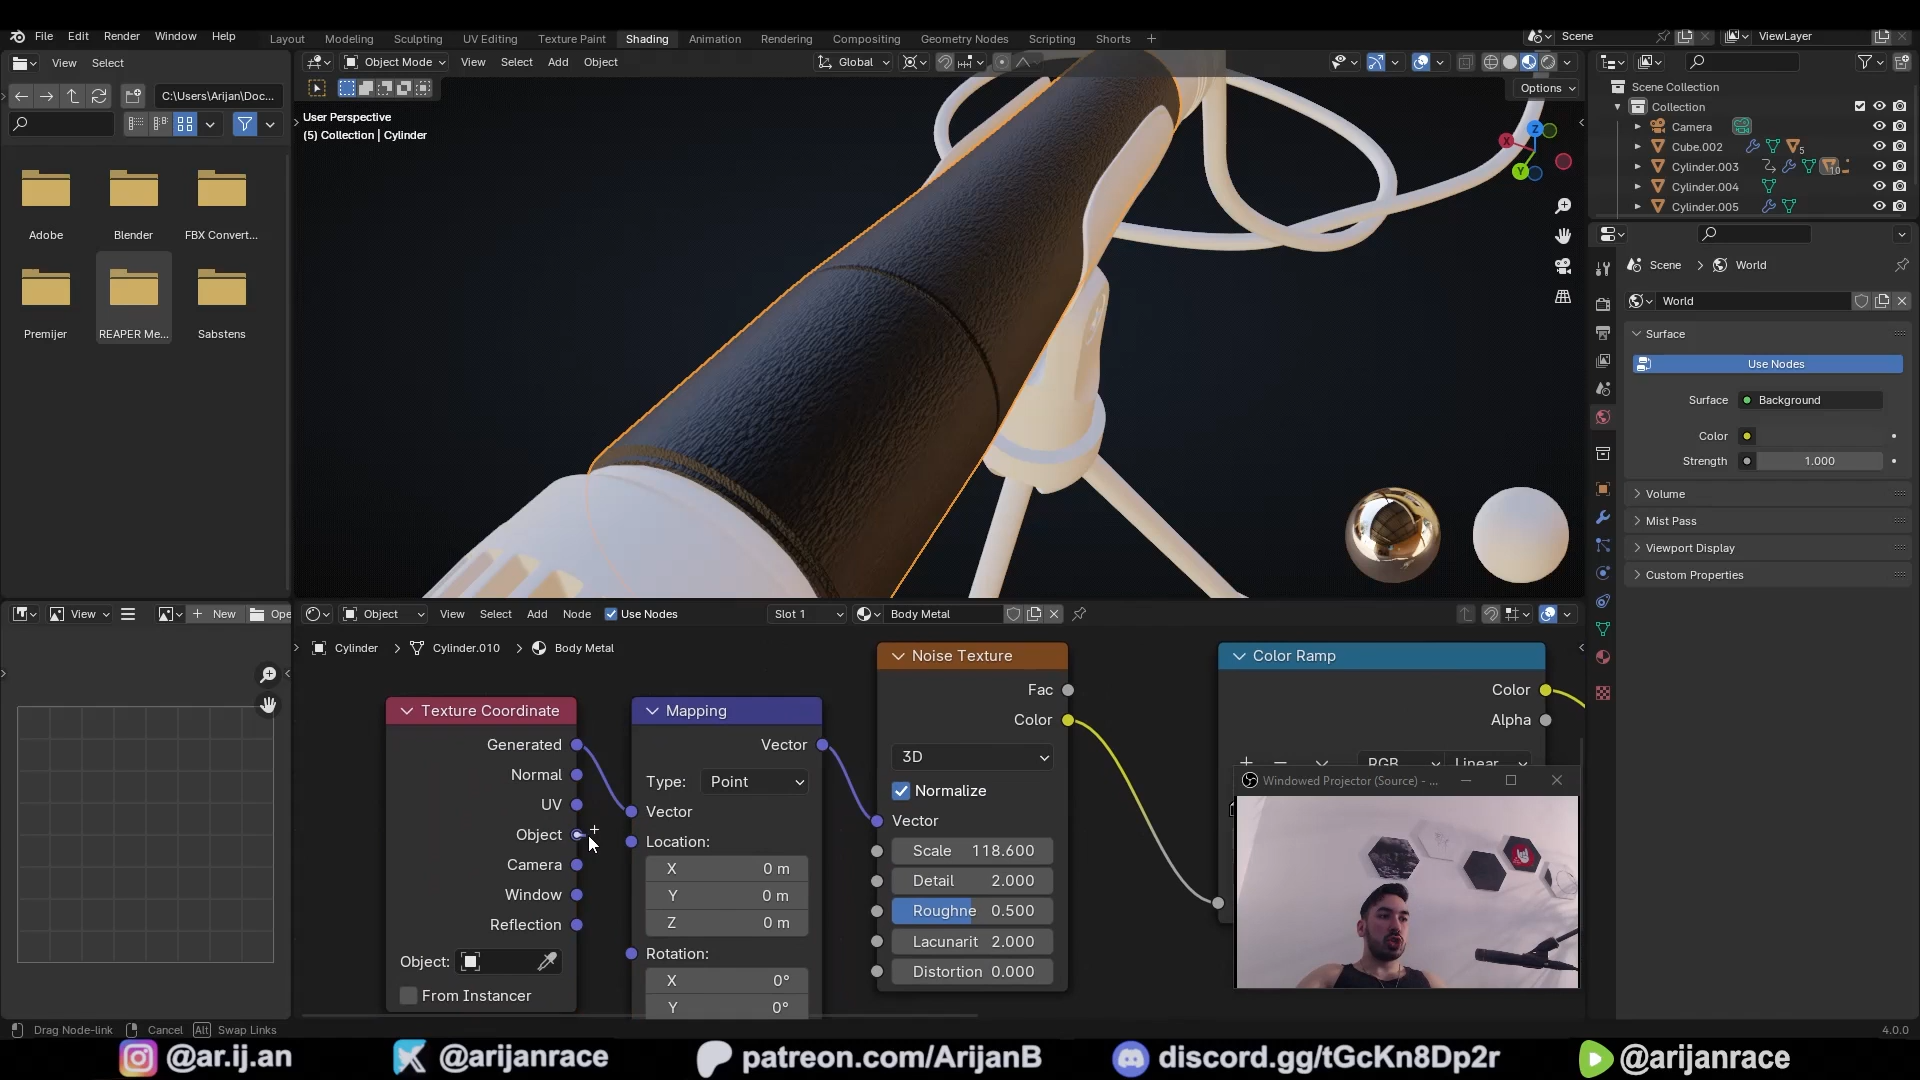 File Edit Render Window Help
Layout Modeling Sculpting UV Editing Texture Paint Shading Animation Rendering Compositing Geometry Nodes Scripting Shorts
Scene
ViewLayer
View Select
Object Mode View Select Add Object
Global
C:\Users\Arijan\Doc...
Options
User Perspective
(5) Collection | Cylinder
Adobe
Blender
FBX Convert...
Premijer
REAPER Me...
Sabstens
X
Y
Z
Scene Collection
Collection
Camera
Cube.002
5
Cylinder.003
10
Cylinder.004
Cylinder.005
Scene > World
World
Surface
Use Nodes
Surface
Background
Color
Strength
1.000
Volume
Mist Pass
Viewport Display
Custom Properties
View
New
Ope
Object View Select Add Node Use Nodes
Slot 1
Body Metal
Cylinder > Cylinder.010 > Body Metal
Texture Coordinate
Generated
Normal
UV
Object
Camera
Window
Reflection
Object:
From Instancer
Mapping
Vector
Type: Point
Vector
Location:
X 0 m
Y 0 m
Z 0 m
Rotation:
X 0°
Y 0°
Noise Texture
Fac
Color
3D
Normalize
Vector
Scale 118.600
Detail 2.000
Roughne 0.500
Lacunarit 2.000
Distortion 0.000
Color Ramp
Color
Alpha
RGB
Linear
Windowed Projector (Source) - ...
Drag Node-link Cancel Alt Swap Links
4.0.0
@ar.ij.an
@arijanrace
patreon.com/ArijanB
discord.gg/tGcKn8Dp2r
@arijanrace